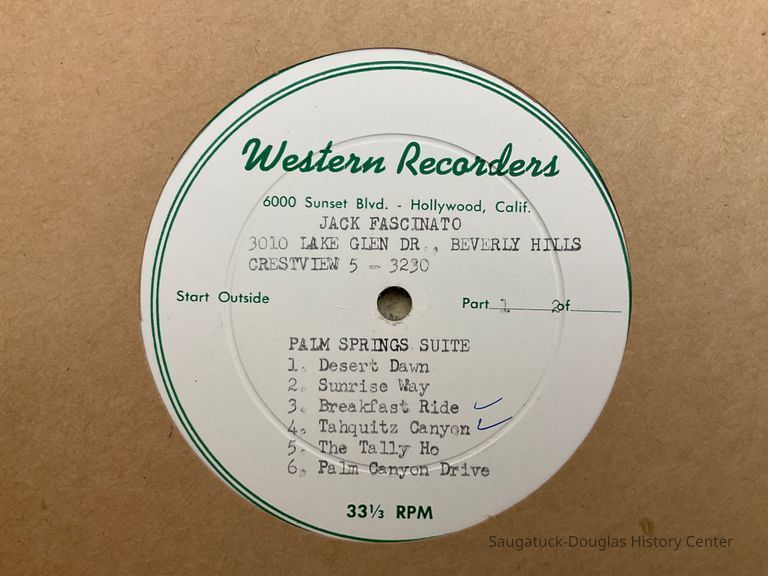 Western Recorders
6000 Sunset Blvd. - Hollywood, Calif.
JACK FASCINATO
3010 LAKE GLEN DR., BEVERLY HILLS
CRESTVIEW 5 - 3230
Start Outside
Part 1 2of
PALM SPRINGS SUITE
1. Desert Dawn
2. Sunrise Way
3. Breakfast Ride
4. Tahquitz Canyon
5. The Tally Ho
6. Palm Canyon Drive
33⅓ RPM
Saugatuck-Douglas History Center